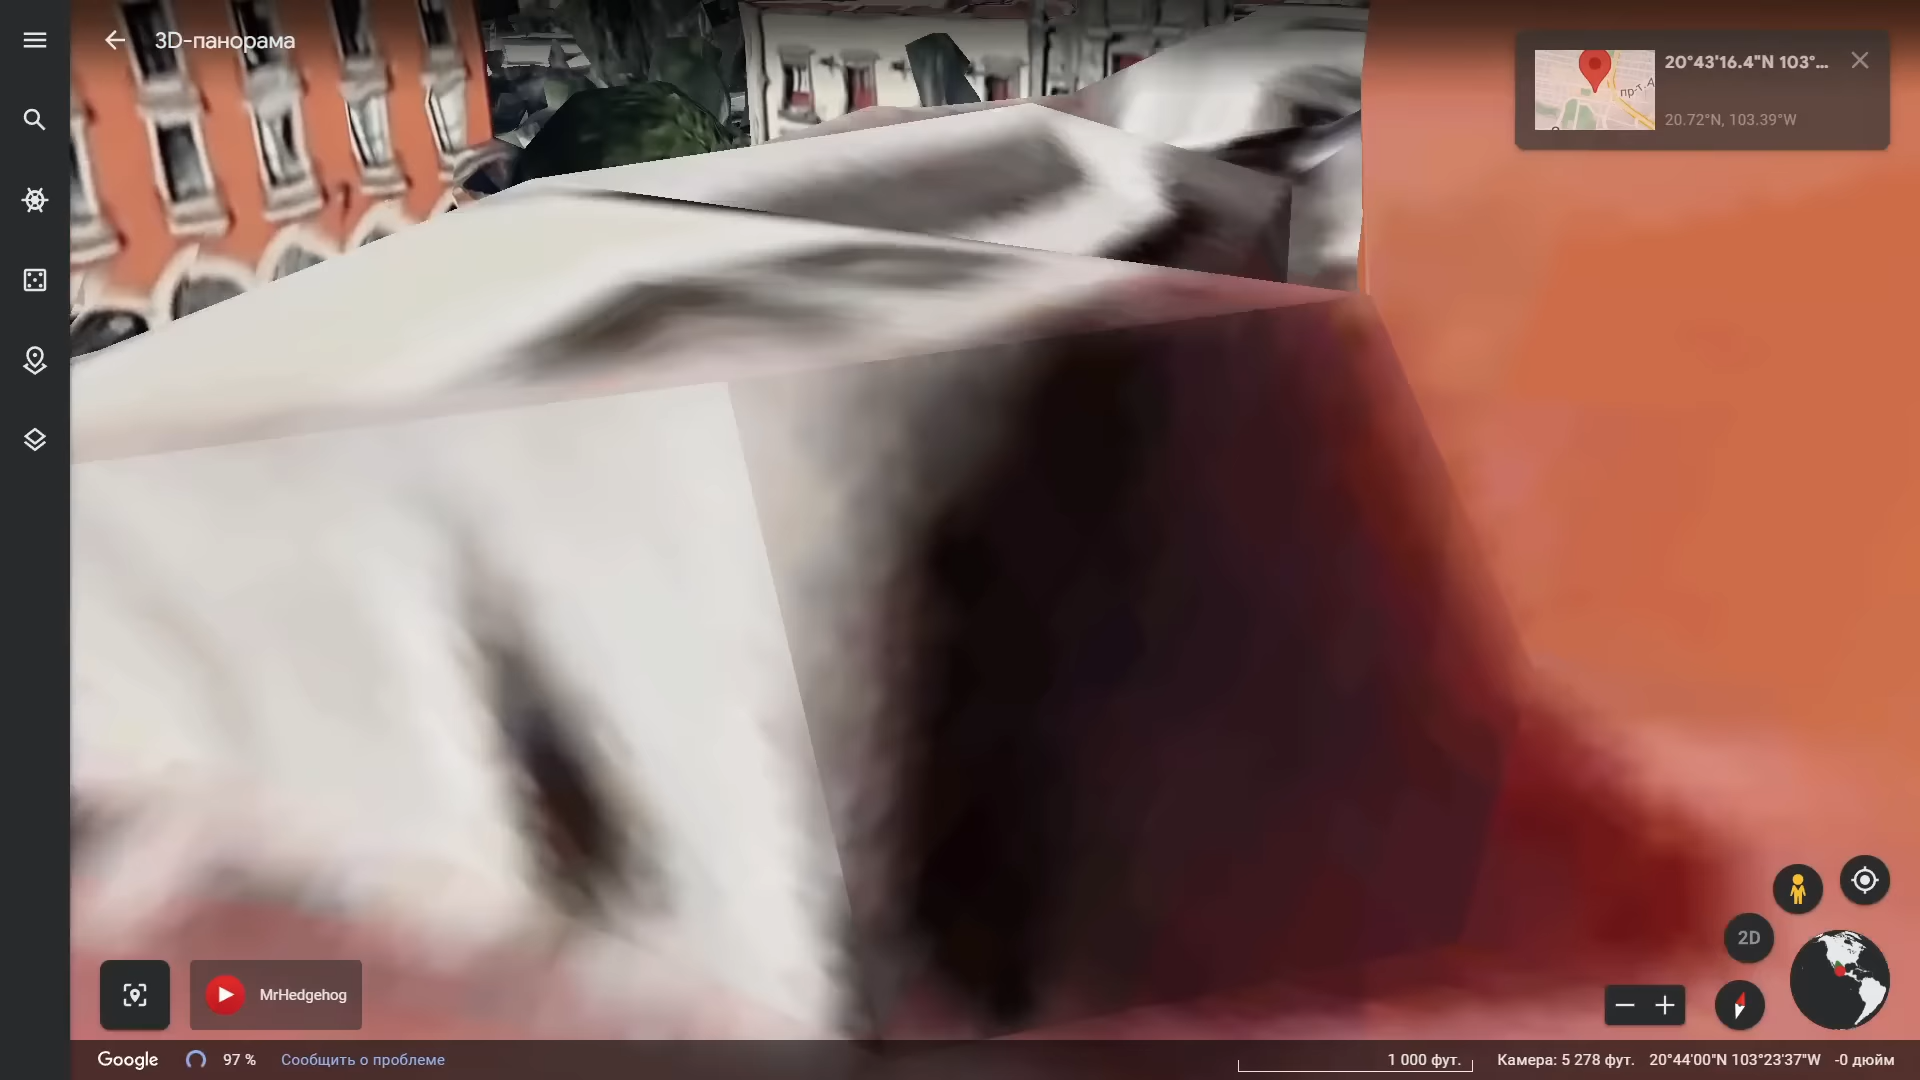 3D-панорама
20°43'16.4"N 103°...
20.72°N, 103.39°W
пр-т. А
2D
MrHedgehog
Google
97 %
Сообщить о проблеме
1 000 фут.
Камера: 5 278 фут.
20°44'00"N 103°23'37"W
-0 дюйм